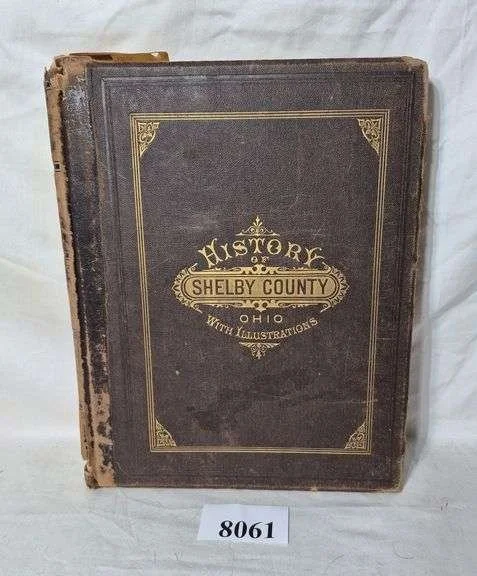 HISTORY
OF
SHELBY COUNTY
OHIO
WITH ILLUSTRATIONS
8061